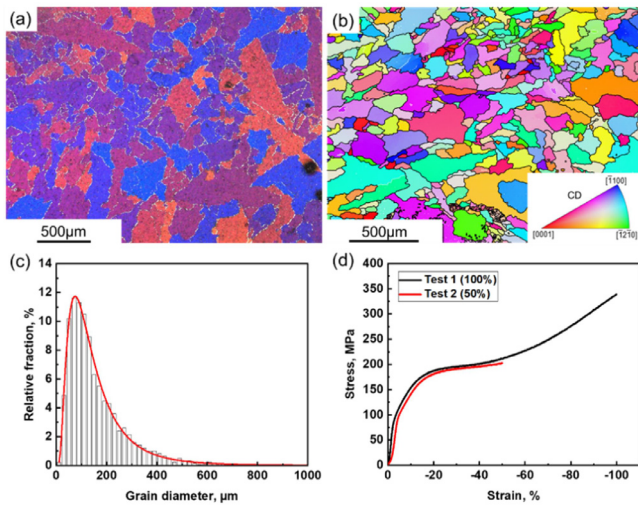 (a)
500µm
(b)
500µm
CD
[1̄100]
[0001]
[1̄21̄0]
(c)
Relative fraction, %
14
12
10
8
6
4
2
0
0 200 400 600 800 1000
Grain diameter, µm
(d)
Stress, MPa
400
350
300
250
200
150
100
50
0
Test 1 (100%)
Test 2 (50%)
0 -20 -40 -60 -80 -100
Strain, %